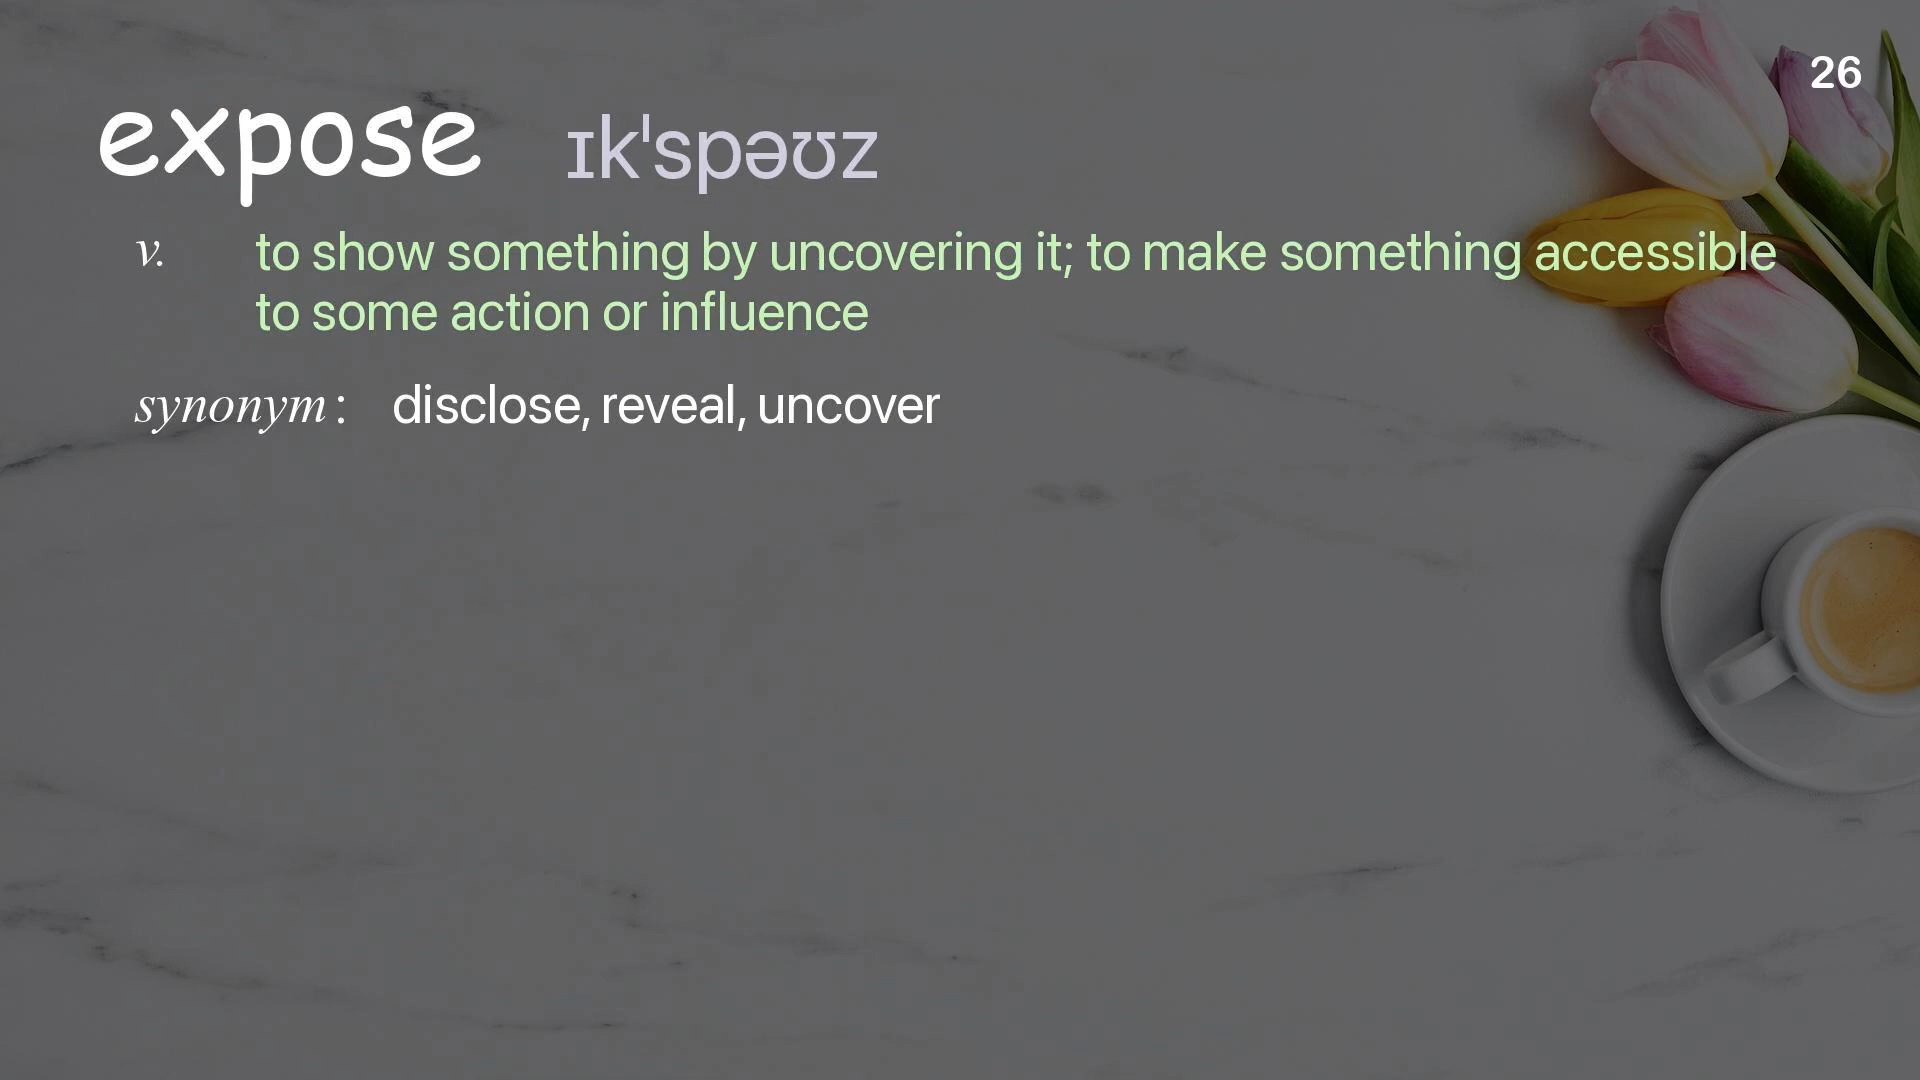 26
expose ɪkˈspəʊz
v. to show something by uncovering it; to make something accessible
to some action or influence
synonym : disclose, reveal, uncover